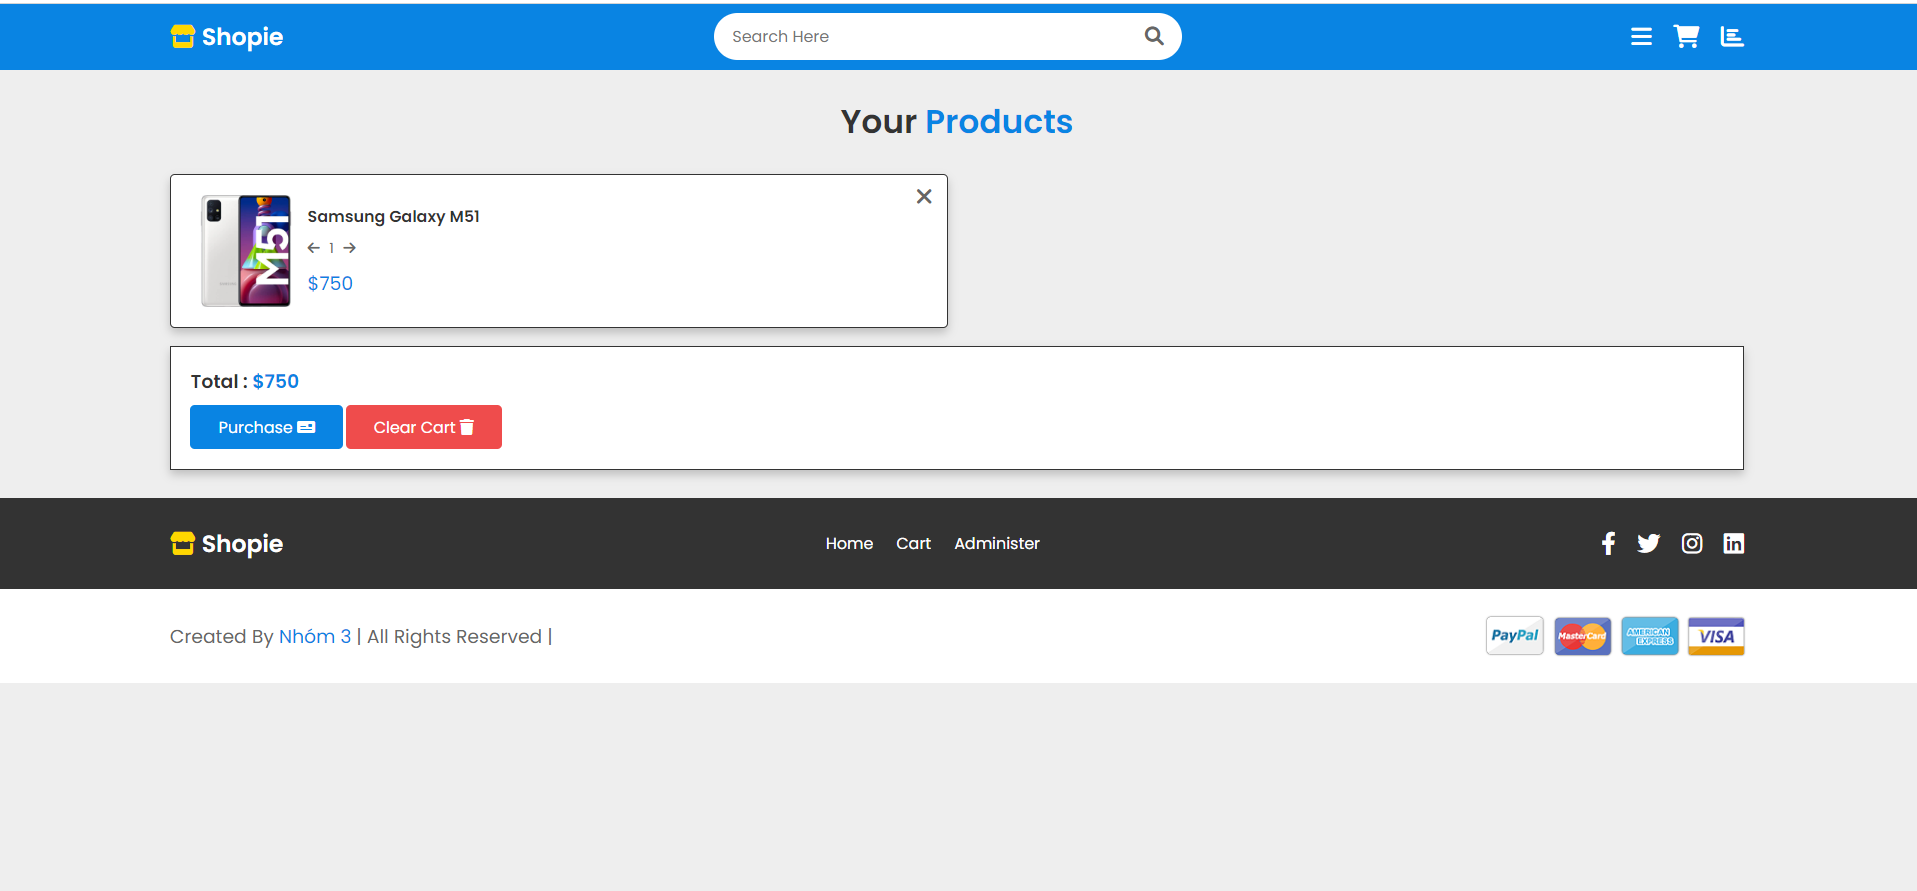 Shopie
Search Here
Your Products
Samsung Galaxy M51
M51
1
$750
Total : $750
Purchase
Clear Cart
Shopie
Home Cart Administer
Created By Nhóm 3 | All Rights Reserved |
PayPal MasterCard AMERICAN EXPRESS VISA